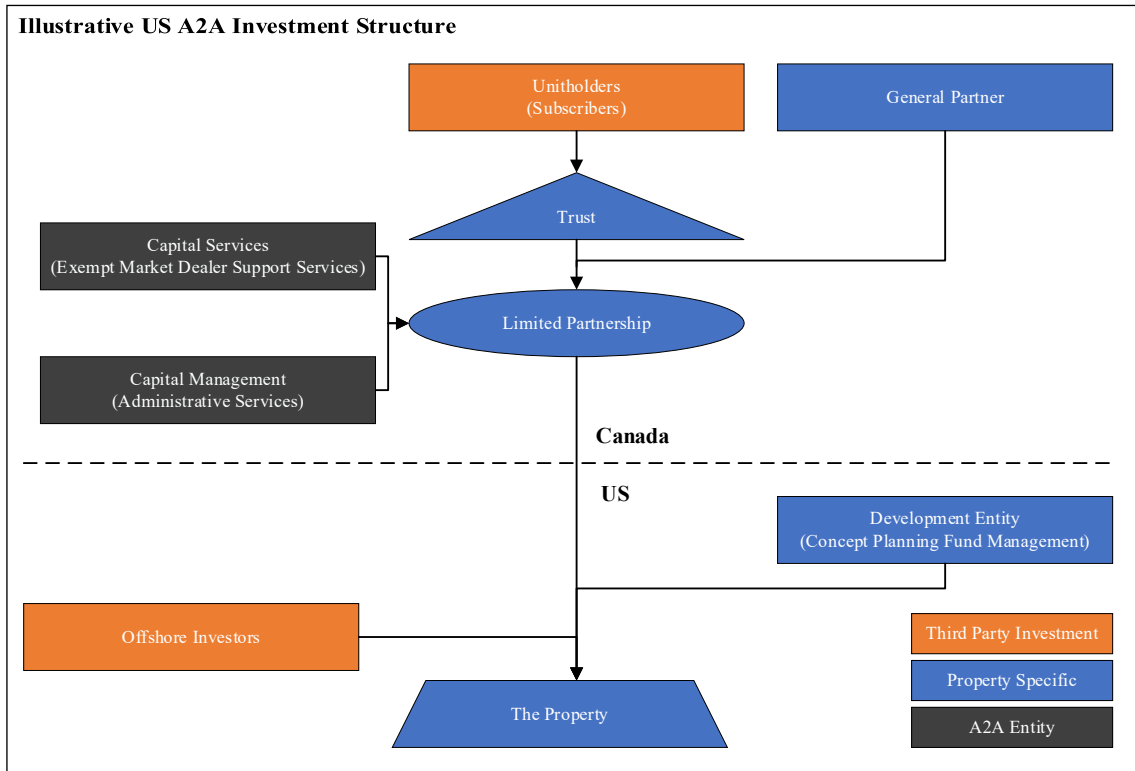 Illustrative US A2A Investment Structure
Unitholders
(Subscribers)
General Partner
Trust
Capital Services
(Exempt Market Dealer Support Services)
Limited Partnership
Capital Management
(Administrative Services)
Canada
US
Development Entity
(Concept Planning Fund Management)
Offshore Investors
Third Party Investment
Property Specific
The Property
A2A Entity